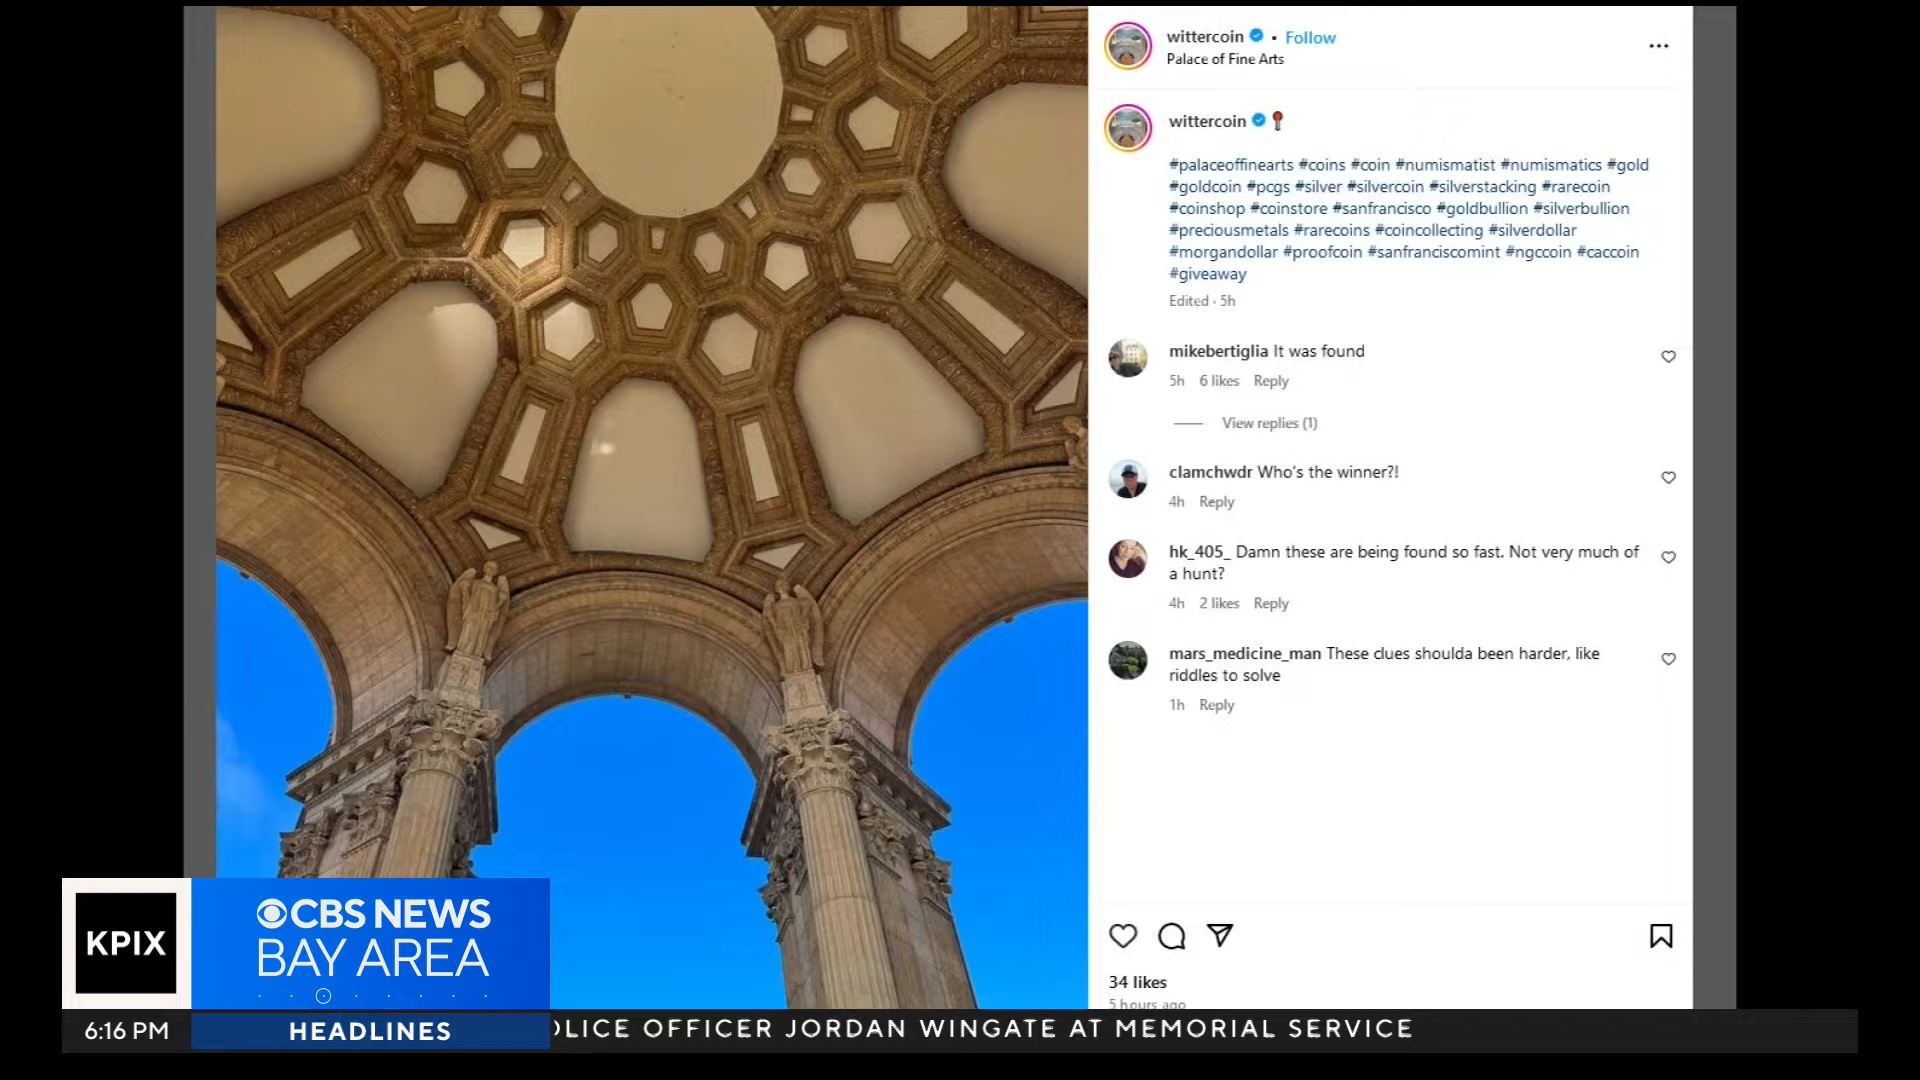 wittercoin • Follow
Palace of Fine Arts
wittercoin
#palaceoffinearts #coins #coin #numismatist #numismatics #gold
#goldcoin #pcgs #silver #silvercoin #silverstacking #rarecoin
#coinshop #coinstore #sanfrancisco #goldbullion #silverbullion
#preciousmetals #rarecoins #coincollecting #silverdollar
#morgandollar #proofcoin #sanfranciscomint #ngccoin #caccoin
#giveaway
Edited · 5h
mikebertiglia It was found
5h 6 likes Reply
View replies (1)
clamchwdr Who's the winner?!
4h Reply
hk_405_ Damn these are being found so fast. Not very much of
a hunt?
4h 2 likes Reply
mars_medicine_man These clues shoulda been harder, like
riddles to solve
1h Reply
34 likes
5 hours ago
KPIX
CBS NEWS
BAY AREA
6:16 PM
HEADLINES
OLICE OFFICER JORDAN WINGATE AT MEMORIAL SERVICE